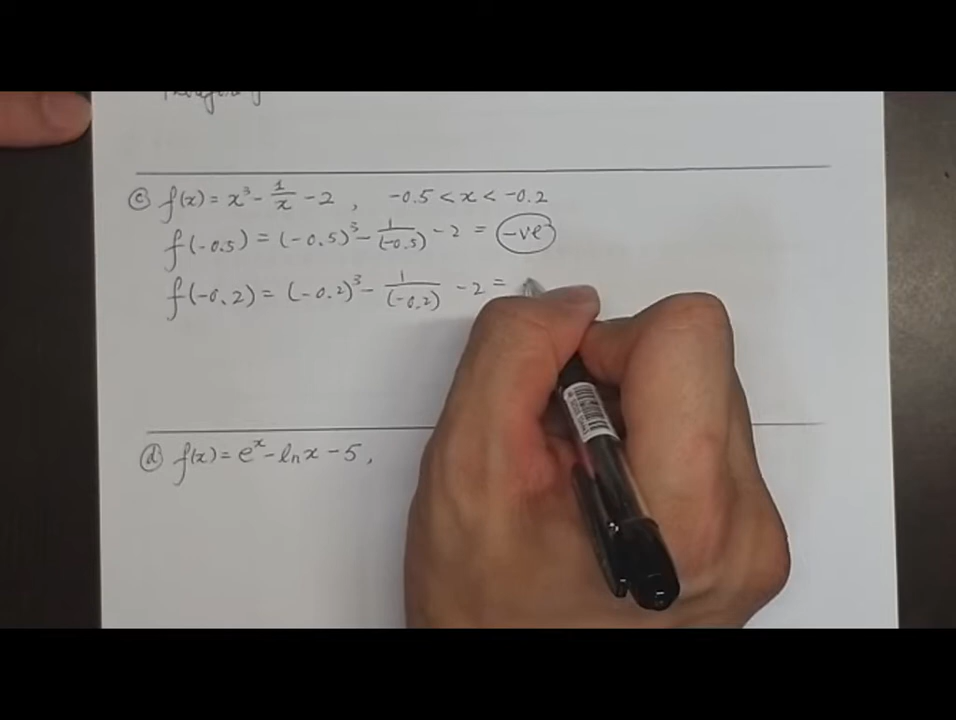 ⓒ f(x) = x³ - 1/x - 2 , -0.5 < x < -0.2
f(-0.5) = (-0.5)³ - 1/(-0.5) - 2 = -ve
f(-0.2) = (-0.2)³ - 1/(-0.2) - 2 =
ⓓ f(x) = eˣ - ln x - 5 ,